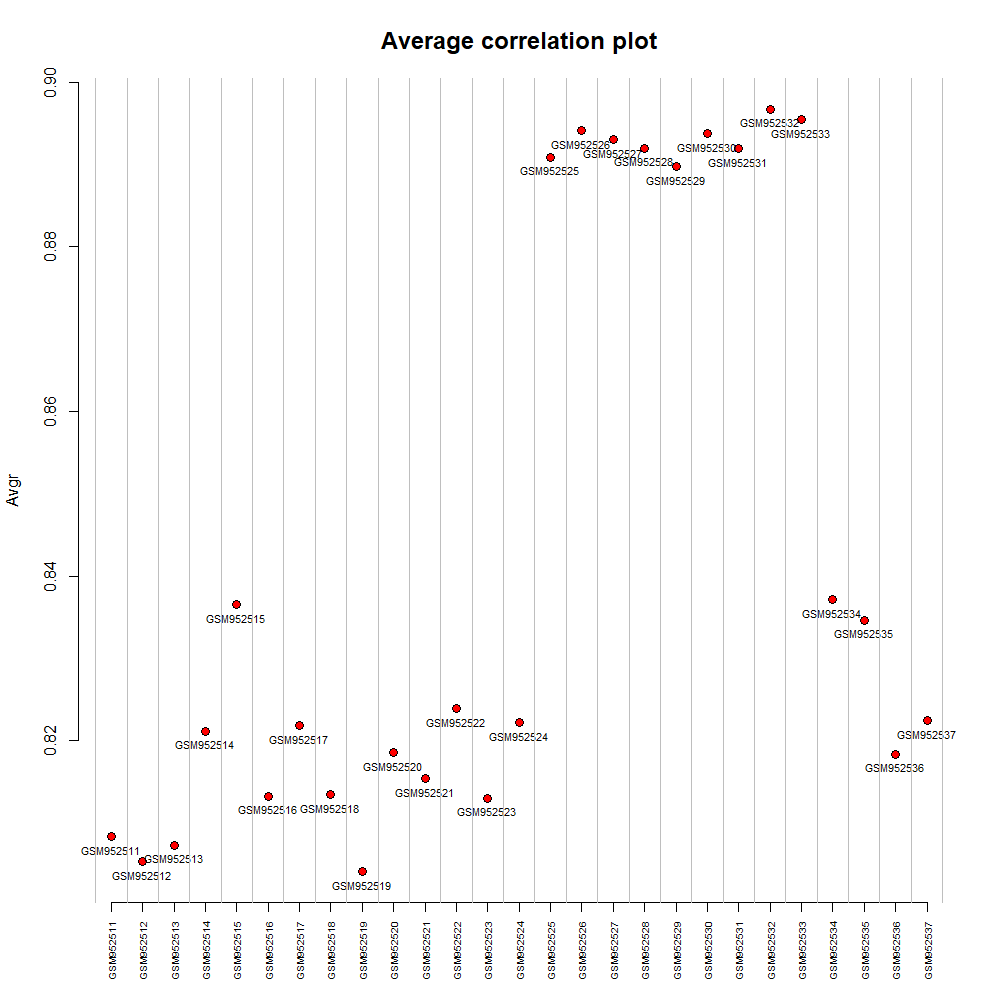 Average correlation plot
0.90
0.88
0.86
0.84
0.82
Avgr
GSM952532
GSM952533
GSM952526
GSM952530
GSM952527
GSM952528
GSM952531
GSM952525
GSM952529
GSM952534
GSM952515
GSM952535
GSM952522
GSM952537
GSM952524
GSM952517
GSM952514
GSM952520
GSM952536
GSM952521
GSM952518
GSM952516
GSM952523
GSM952511
GSM952513
GSM952512
GSM952519
GSM952511
GSM952512
GSM952513
GSM952514
GSM952515
GSM952516
GSM952517
GSM952518
GSM952519
GSM952520
GSM952521
GSM952522
GSM952523
GSM952524
GSM952525
GSM952526
GSM952527
GSM952528
GSM952529
GSM952530
GSM952531
GSM952532
GSM952533
GSM952534
GSM952535
GSM952536
GSM952537